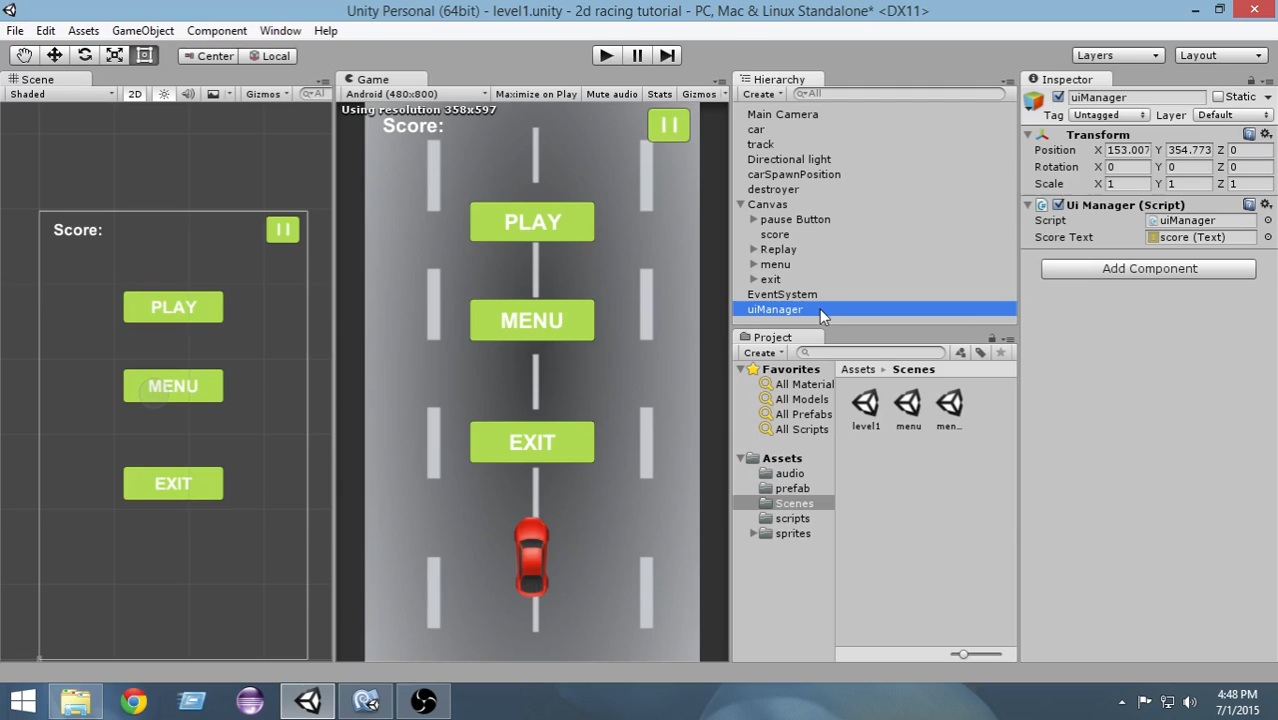 Unity Personal (64bit) - level1.unity - 2d racing tutorial - PC, Mac & Linux Standalone* <DX11>
File Edit Assets GameObject Component Window Help
Center Local Layers Layout
Scene
Shaded 2D Gizmos All
Score:
PLAY
MENU
EXIT
Game
Android (480x800) Maximize on Play Mute audio Stats Gizmos
Using resolution 358x597
Score:
PLAY
MENU
EXIT
Hierarchy
Create All
Main Camera
car
track
Directional light
carSpawnPosition
destroyer
Canvas
pause Button
score
Replay
menu
exit
EventSystem
uiManager
Project
Create
Favorites
All Material
All Models
All Prefabs
All Scripts
Assets
audio
prefab
Scenes
scripts
sprites
Assets Scenes
level1 menu men...
Inspector
uiManager Static
Tag Untagged Layer Default
Transform
Position X 153.007 Y 354.773 Z 0
Rotation X 0 Y 0 Z 0
Scale X 1 Y 1 Z 1
Ui Manager (Script)
Script uiManager
Score Text score (Text)
Add Component
4:48 PM
7/1/2015